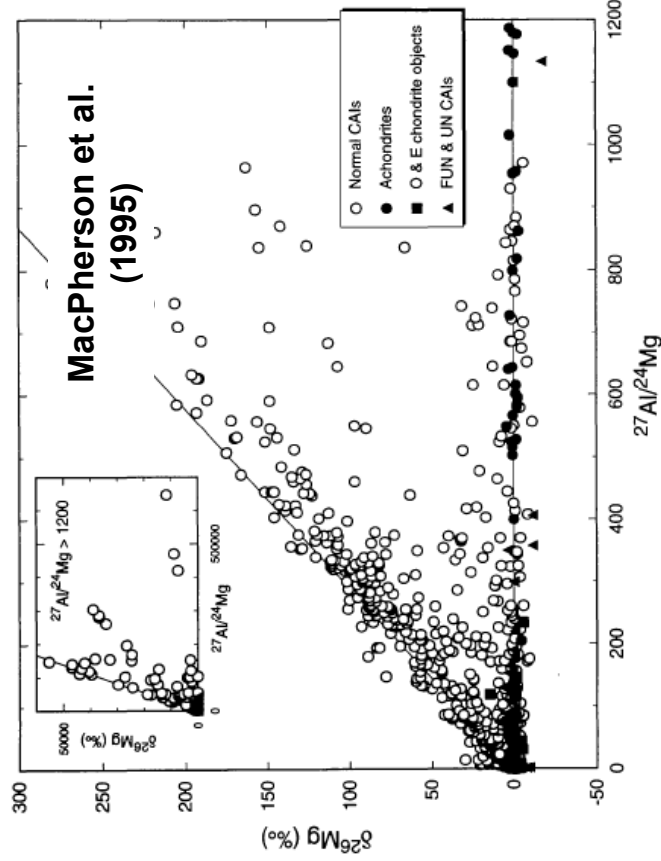 MacPherson et al.
(1995)
300
250
200
150
100
50
0
-50
δ²⁶Mg (‰)
0
200
400
600
800
1000
1200
²⁷Al/²⁴Mg
Normal CAIs
Achondrites
O & E chondrite objects
FUN & UN CAIs
²⁷Al/²⁴Mg > 1200
50000
0
δ²⁶Mg (‰)
0
500000
²⁷Al/²⁴Mg